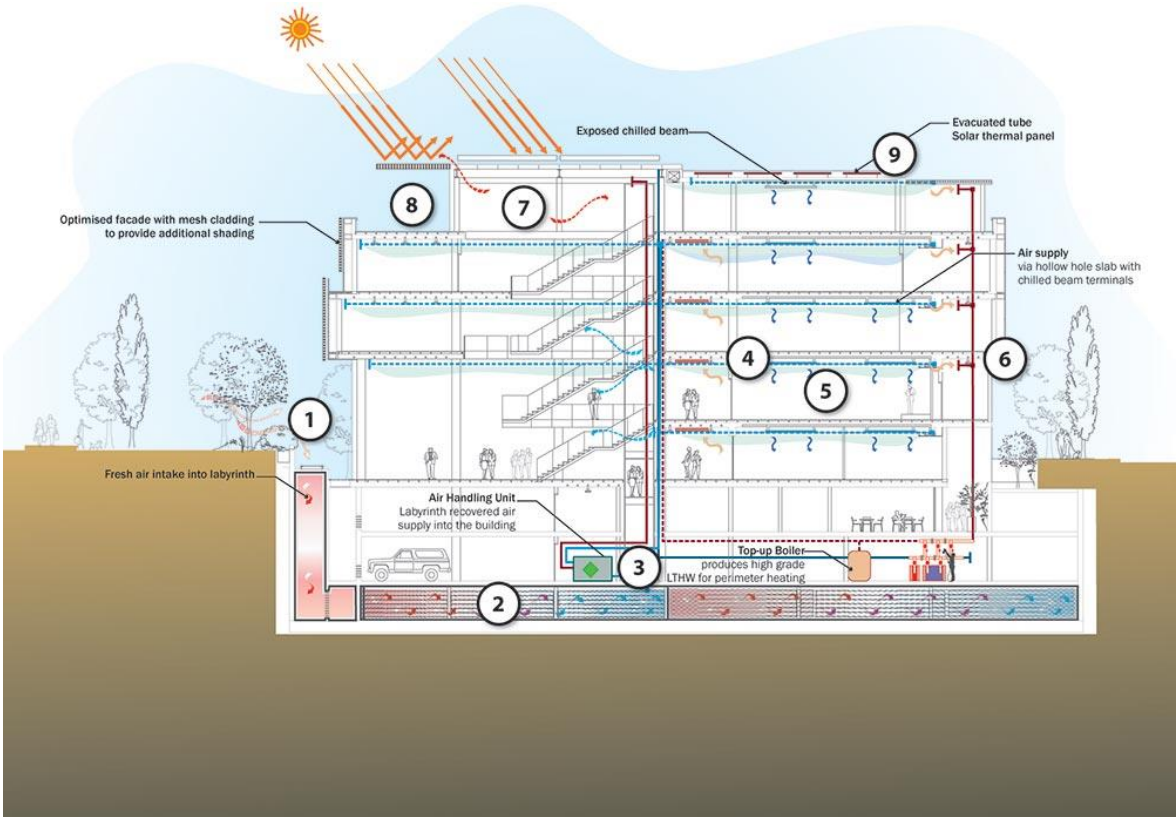 Exposed chilled beam
Evacuated tube
Solar thermal panel
9
8
7
Optimised facade with mesh cladding
to provide additional shading
Air supply
via hollow hole slab with
chilled beam terminals
4
6
5
1
Fresh air intake into labyrinth
Air Handling Unit
Labyrinth recovered air
supply into the building
3
Top-up Boiler
produces high grade
LTHW for perimeter heating
2